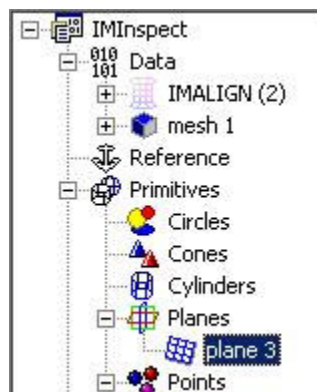 IMInspect
010
101 Data
IMALIGN (2)
mesh 1
Reference
Primitives
Circles
Cones
Cylinders
Planes
plane 3
Points